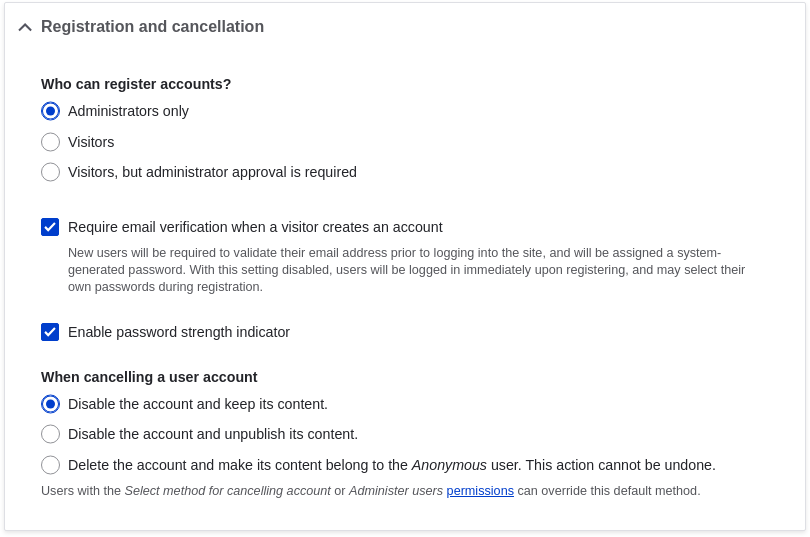 Registration and cancellation
Who can register accounts?
Administrators only
Visitors
Visitors, but administrator approval is required
Require email verification when a visitor creates an account
New users will be required to validate their email address prior to logging into the site, and will be assigned a system-
generated password. With this setting disabled, users will be logged in immediately upon registering, and may select their
own passwords during registration.
Enable password strength indicator
When cancelling a user account
Disable the account and keep its content.
Disable the account and unpublish its content.
Delete the account and make its content belong to the Anonymous user. This action cannot be undone.
Users with the Select method for cancelling account or Administer users permissions can override this default method.